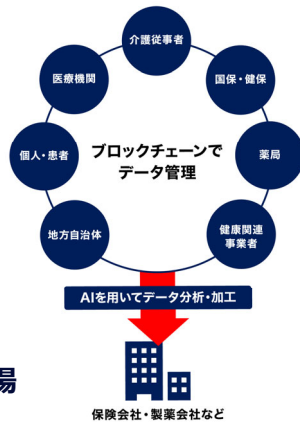 介護従事者
医療機関
国保・健保
個人・患者
ブロックチェーンで
データ管理
薬局
地方自治体
健康関連
事業者
AIを用いてデータ分析・加工
場
保険会社・製薬会社など